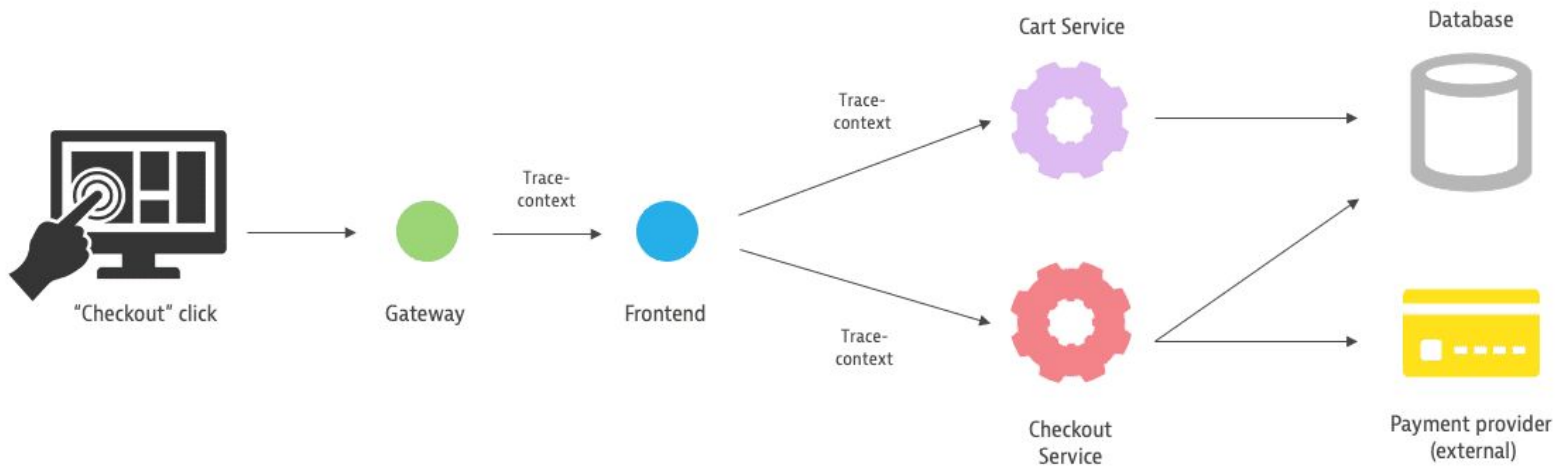 Cart Service
Database
Trace-
context
Trace-
context
"Checkout" click
Gateway
Frontend
Trace-
context
Checkout
Service
Payment provider
(external)